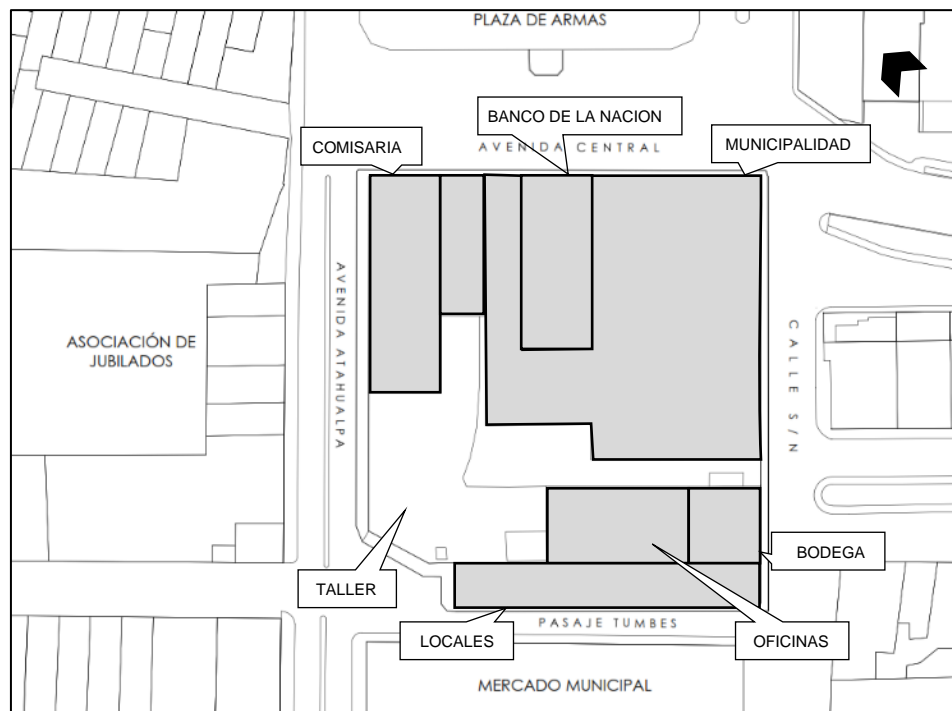 PLAZA DE ARMAS
BANCO DE LA NACION
COMISARIA
AVENIDA CENTRAL
MUNICIPALIDAD
AVENIDA ATAHUALPA
ASOCIACIÓN DE
JUBILADOS
CALLE S/N
BODEGA
TALLER
LOCALES
PASAJE TUMBES
OFICINAS
MERCADO MUNICIPAL